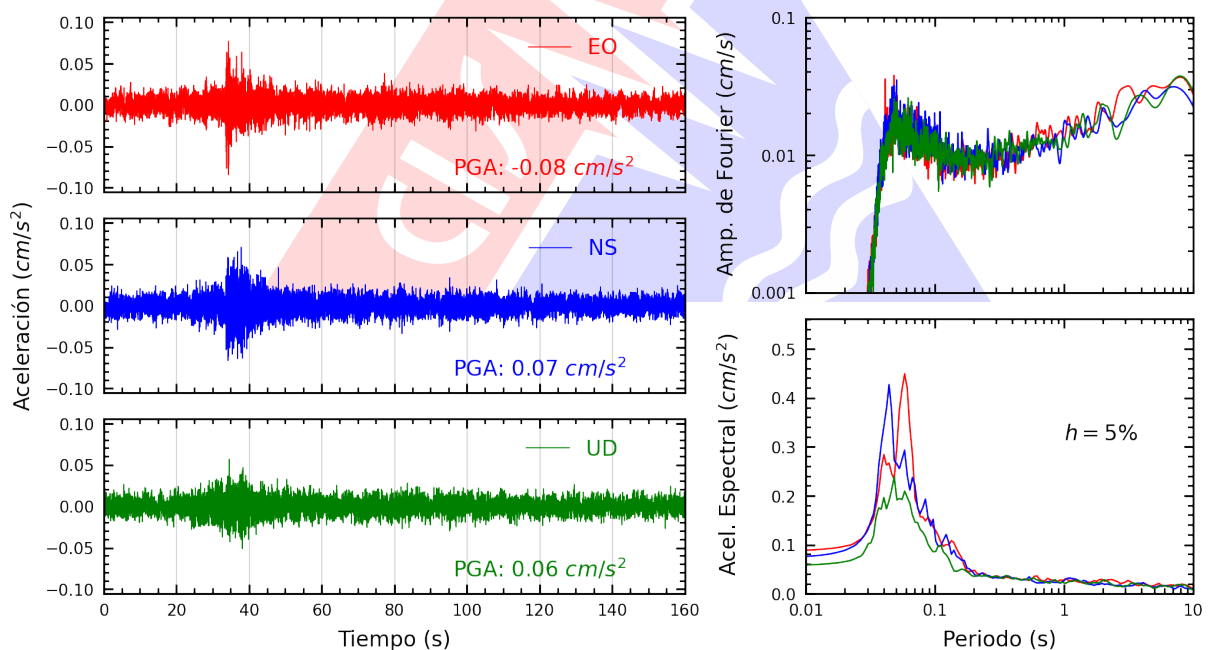 Aceleración (cm/s²)
0.10
0.05
0.00
−0.05
−0.10
EO
PGA: -0.08 cm/s²
0.10
0.05
0.00
−0.05
−0.10
NS
PGA: 0.07 cm/s²
0.10
0.05
0.00
−0.05
−0.10
UD
PGA: 0.06 cm/s²
0 20 40 60 80 100 120 140 160
Tiempo (s)
Amp. de Fourier (cm/s)
0.1
0.01
0.001
Acel. Espectral (cm/s²)
0.5
0.4
0.3
0.2
0.1
0.0
h = 5%
0.01 0.1 1 10
Periodo (s)